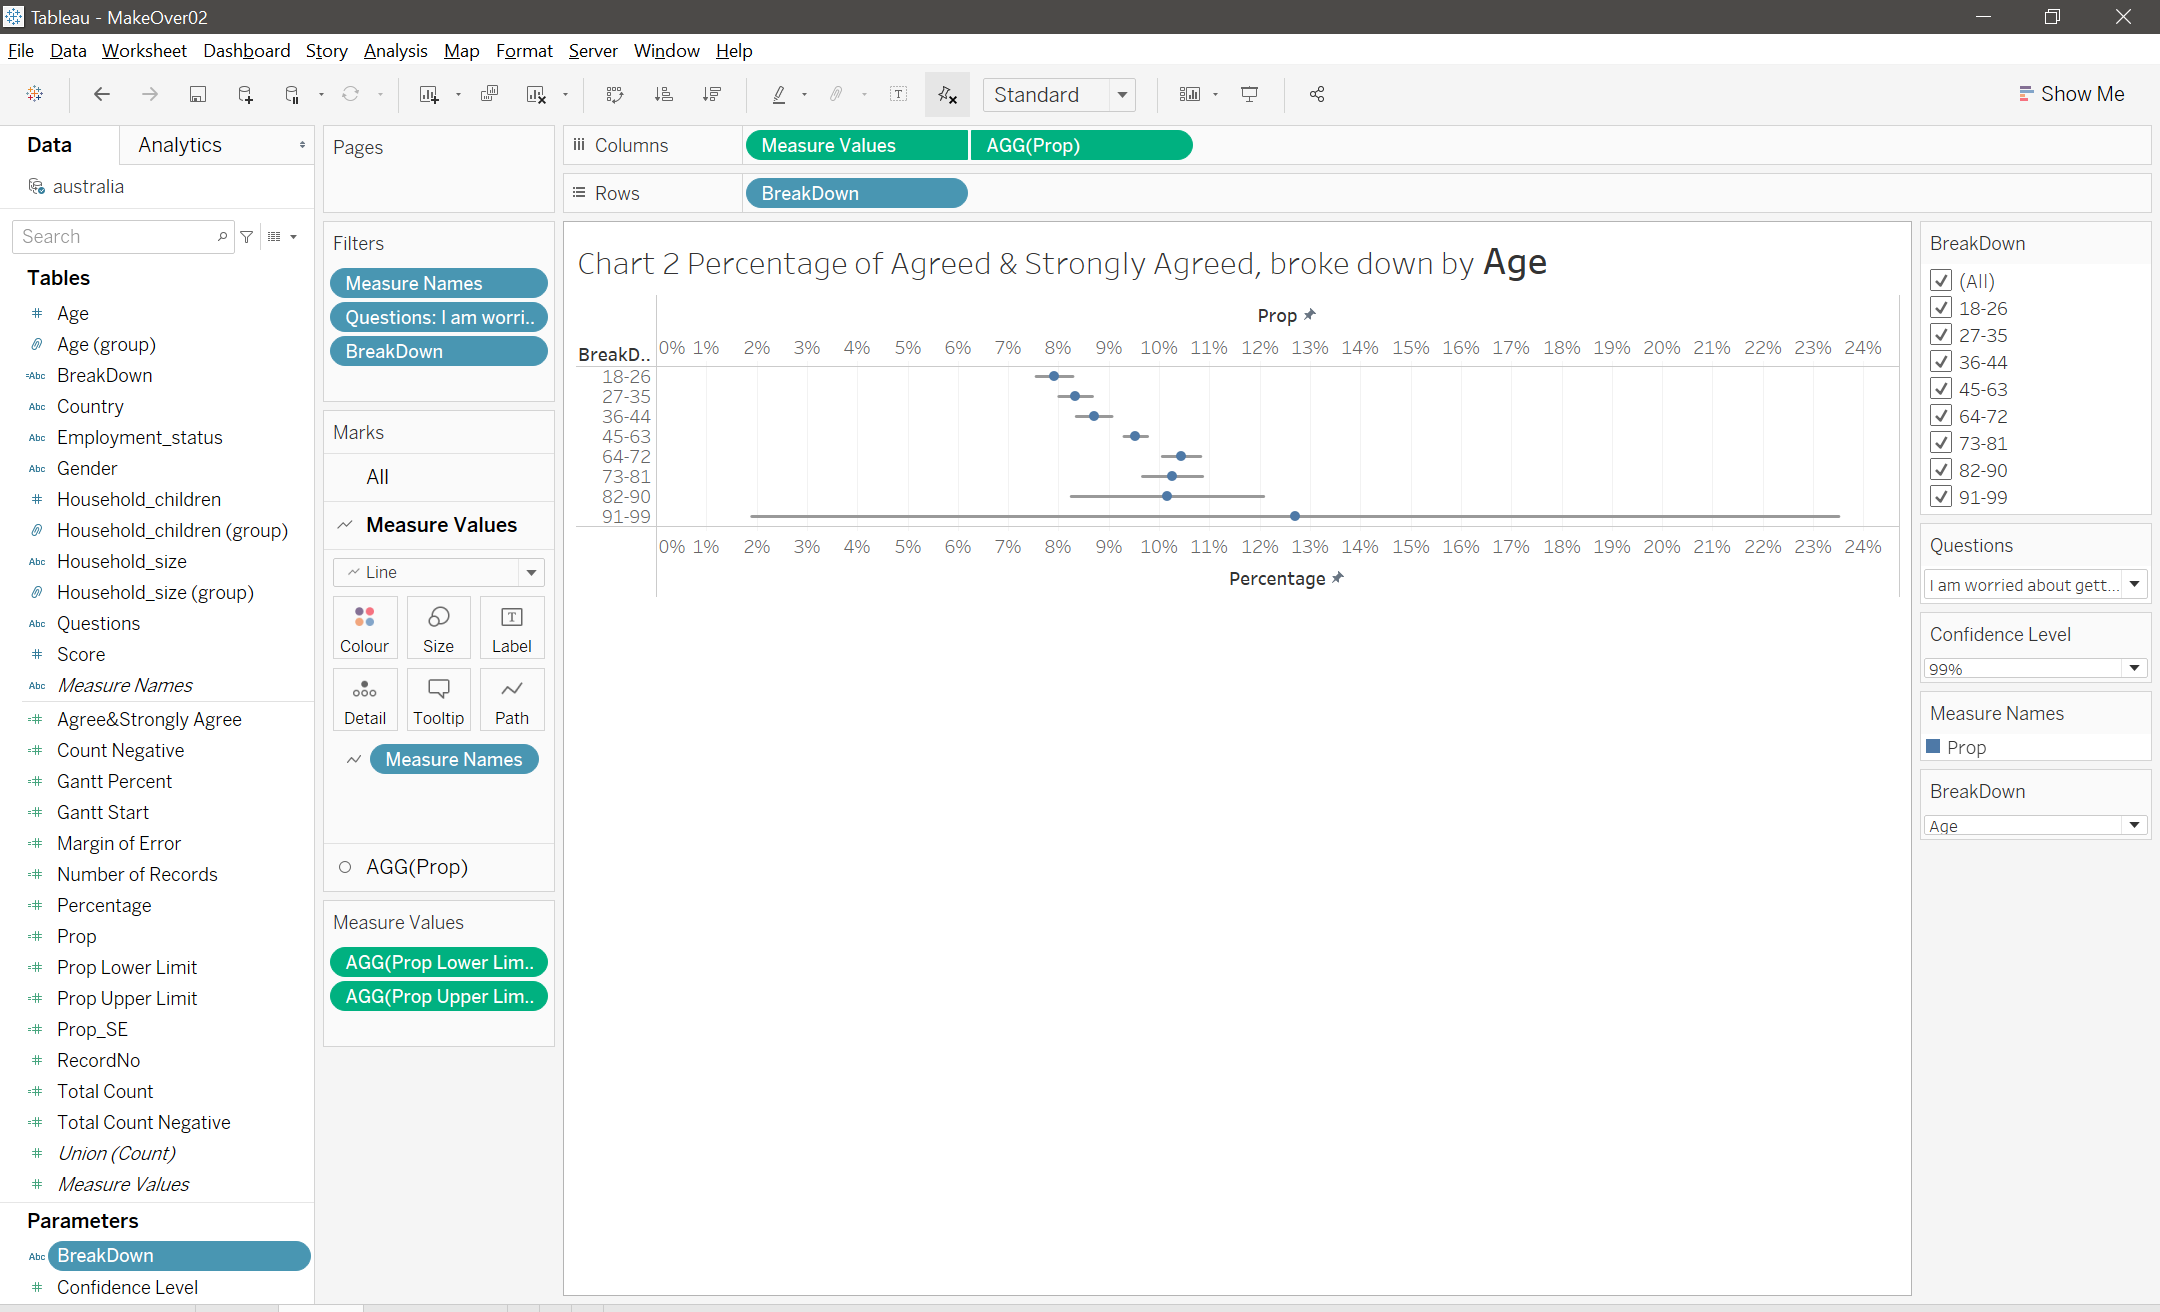 Tableau - MakeOver02
File Data Worksheet Dashboard Story Analysis Map Format Server Window Help
Standard
Show Me
Data
Analytics
australia
Search
Tables
Age
Age (group)
Abc BreakDown
Abc Country
Abc Employment_status
Abc Gender
Household_children
Household_children (group)
Abc Household_size
Household_size (group)
Abc Questions
Score
Abc Measure Names
Agree&Strongly Agree
Count Negative
Gantt Percent
Gantt Start
Margin of Error
Number of Records
Percentage
Prop
Prop Lower Limit
Prop Upper Limit
Prop_SE
RecordNo
Total Count
Total Count Negative
Union (Count)
Measure Values
Parameters
Abc BreakDown
Confidence Level
Pages
Filters
Measure Names
Questions: I am worri..
BreakDown
Marks
All
Measure Values
Line
Colour Size Label
Detail Tooltip Path
Measure Names
AGG(Prop)
Measure Values
AGG(Prop Lower Lim..
AGG(Prop Upper Lim..
Columns Measure Values AGG(Prop)
Rows BreakDown
Chart 2 Percentage of Agreed & Strongly Agreed, broke down by Age
Prop
BreakD.. 0% 1% 2% 3% 4% 5% 6% 7% 8% 9% 10% 11% 12% 13% 14% 15% 16% 17% 18% 19% 20% 21% 22% 23% 24%
18-26
27-35
36-44
45-63
64-72
73-81
82-90
91-99
0% 1% 2% 3% 4% 5% 6% 7% 8% 9% 10% 11% 12% 13% 14% 15% 16% 17% 18% 19% 20% 21% 22% 23% 24%
Percentage
BreakDown
(All)
18-26
27-35
36-44
45-63
64-72
73-81
82-90
91-99
Questions
I am worried about gett...
Confidence Level
99%
Measure Names
Prop
BreakDown
Age